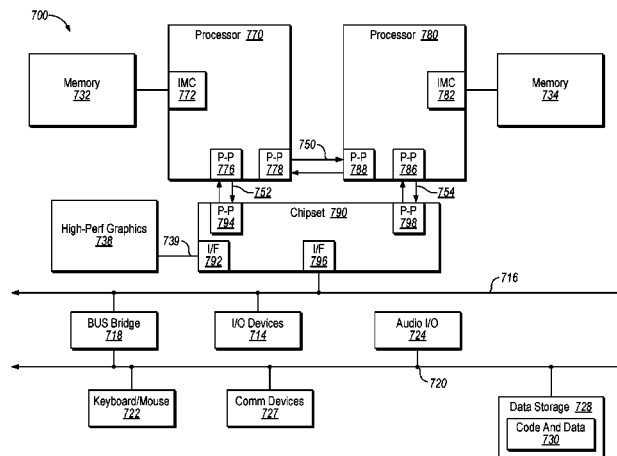 700
Processor 770
Processor 780
Memory
732
IMC
772
IMC
782
Memory
734
P-P
776
P-P
778
750
P-P
788
P-P
786
752
754
High-Perf Graphics
738
739
P-P
794
Chipset 790
P-P
798
I/F
792
I/F
796
716
BUS Bridge
718
I/O Devices
714
Audio I/O
724
720
Keyboard/Mouse
722
Comm Devices
727
Data Storage 728
Code And Data
730